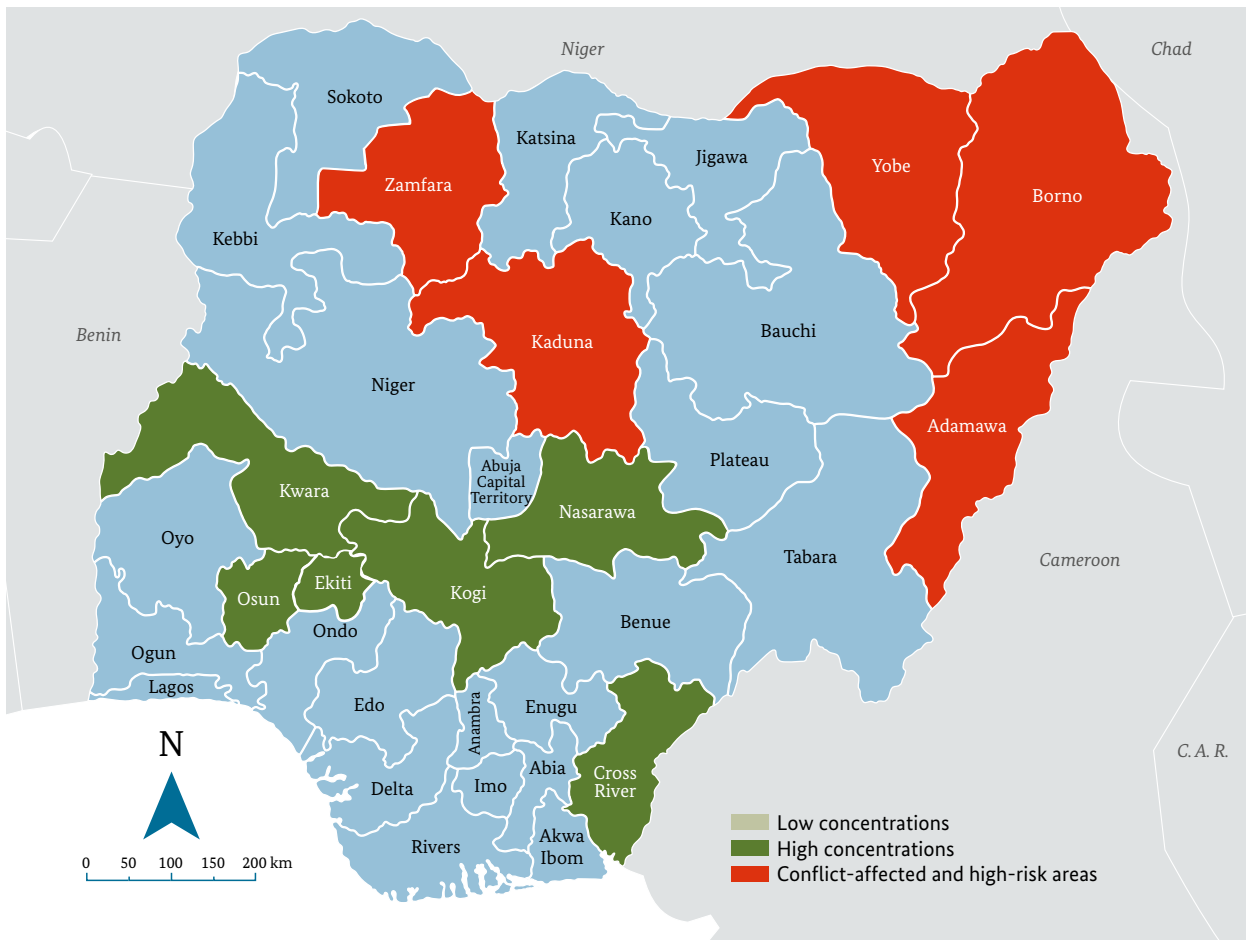 Niger
Chad
Sokoto
Katsina
Jigawa
Yobe
Zamfara
Borno
Kano
Kebbi
Benin
Bauchi
Kaduna
Niger
Adamawa
Plateau
Abuja
Capital
Territory
Kwara
Nasarawa
Oyo
Tabara
Cameroon
Ekiti
Osun
Kogi
Benue
Ondo
Ogun
Lagos
Edo
Anambra
Enugu
N
C. A. R.
Abia
Cross
River
Delta
Imo
Low concentrations
Akwa
Ibom
Rivers
High concentrations
0 50 100 150 200 km
Conflict-affected and high-risk areas